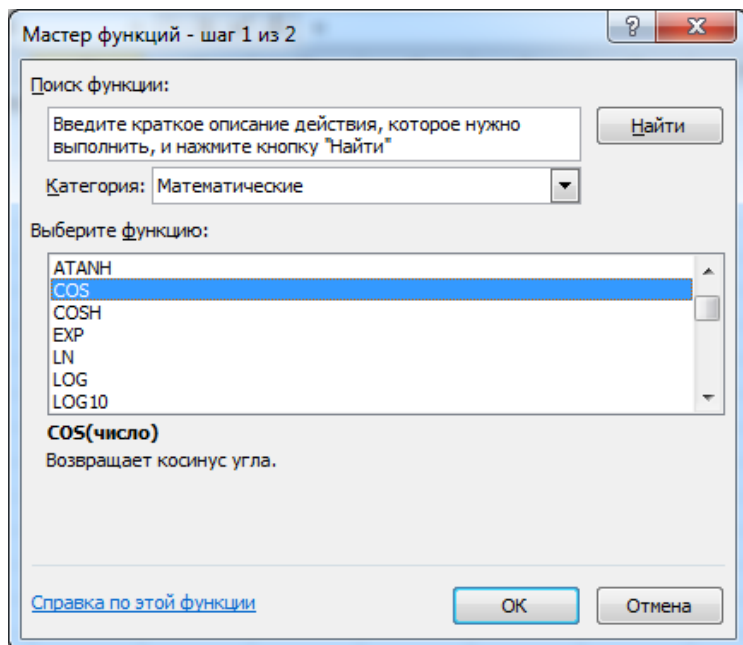 Мастер функций - шаг 1 из 2
Поиск функции:
Введите краткое описание действия, которое нужно
выполнить, и нажмите кнопку "Найти"
Найти
Категория: Математические
Выберите функцию:
ATANH
COS
COSH
EXP
LN
LOG
LOG10
COS(число)
Возвращает косинус угла.
Справка по этой функции
ОК
Отмена